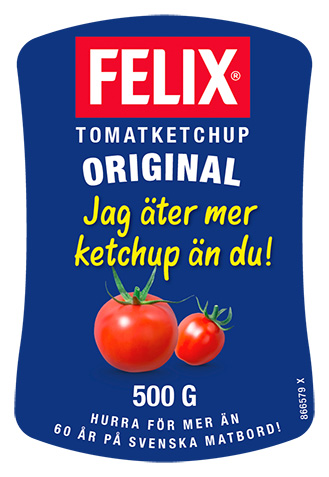 FELIX®
TOMATKETCHUP
ORIGINAL
Jag äter mer
ketchup än du!
500 G
HURRA FÖR MER ÄN
60 ÅR PÅ SVENSKA MATBORD!
866579 X